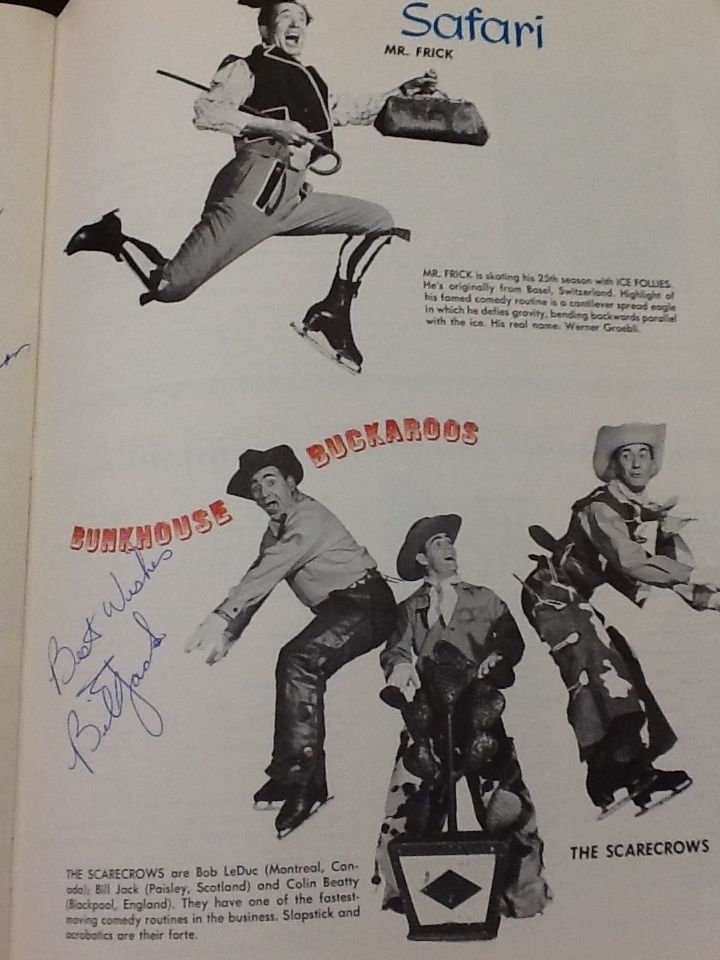 Safari
MR. FRICK
MR. FRICK is skating his 25th season with ICE FOLLIES.
He's originally from Basel, Switzerland. Highlight of
his famed comedy routine is a cantilever spread eagle
in which he defies gravity, bending backwards parallel
with the ice. His real name: Werner Groebli.
BUNKHOUSE BUCKAROOS
Best Wishes
Bill Jack
THE SCARECROWS
THE SCARECROWS are Bob LeDuc (Montreal, Can-
ada); Bill Jack (Paisley, Scotland) and Colin Beatty
(Blackpool, England). They have one of the fastest-
moving comedy routines in the business. Slapstick and
acrobatics are their forte.